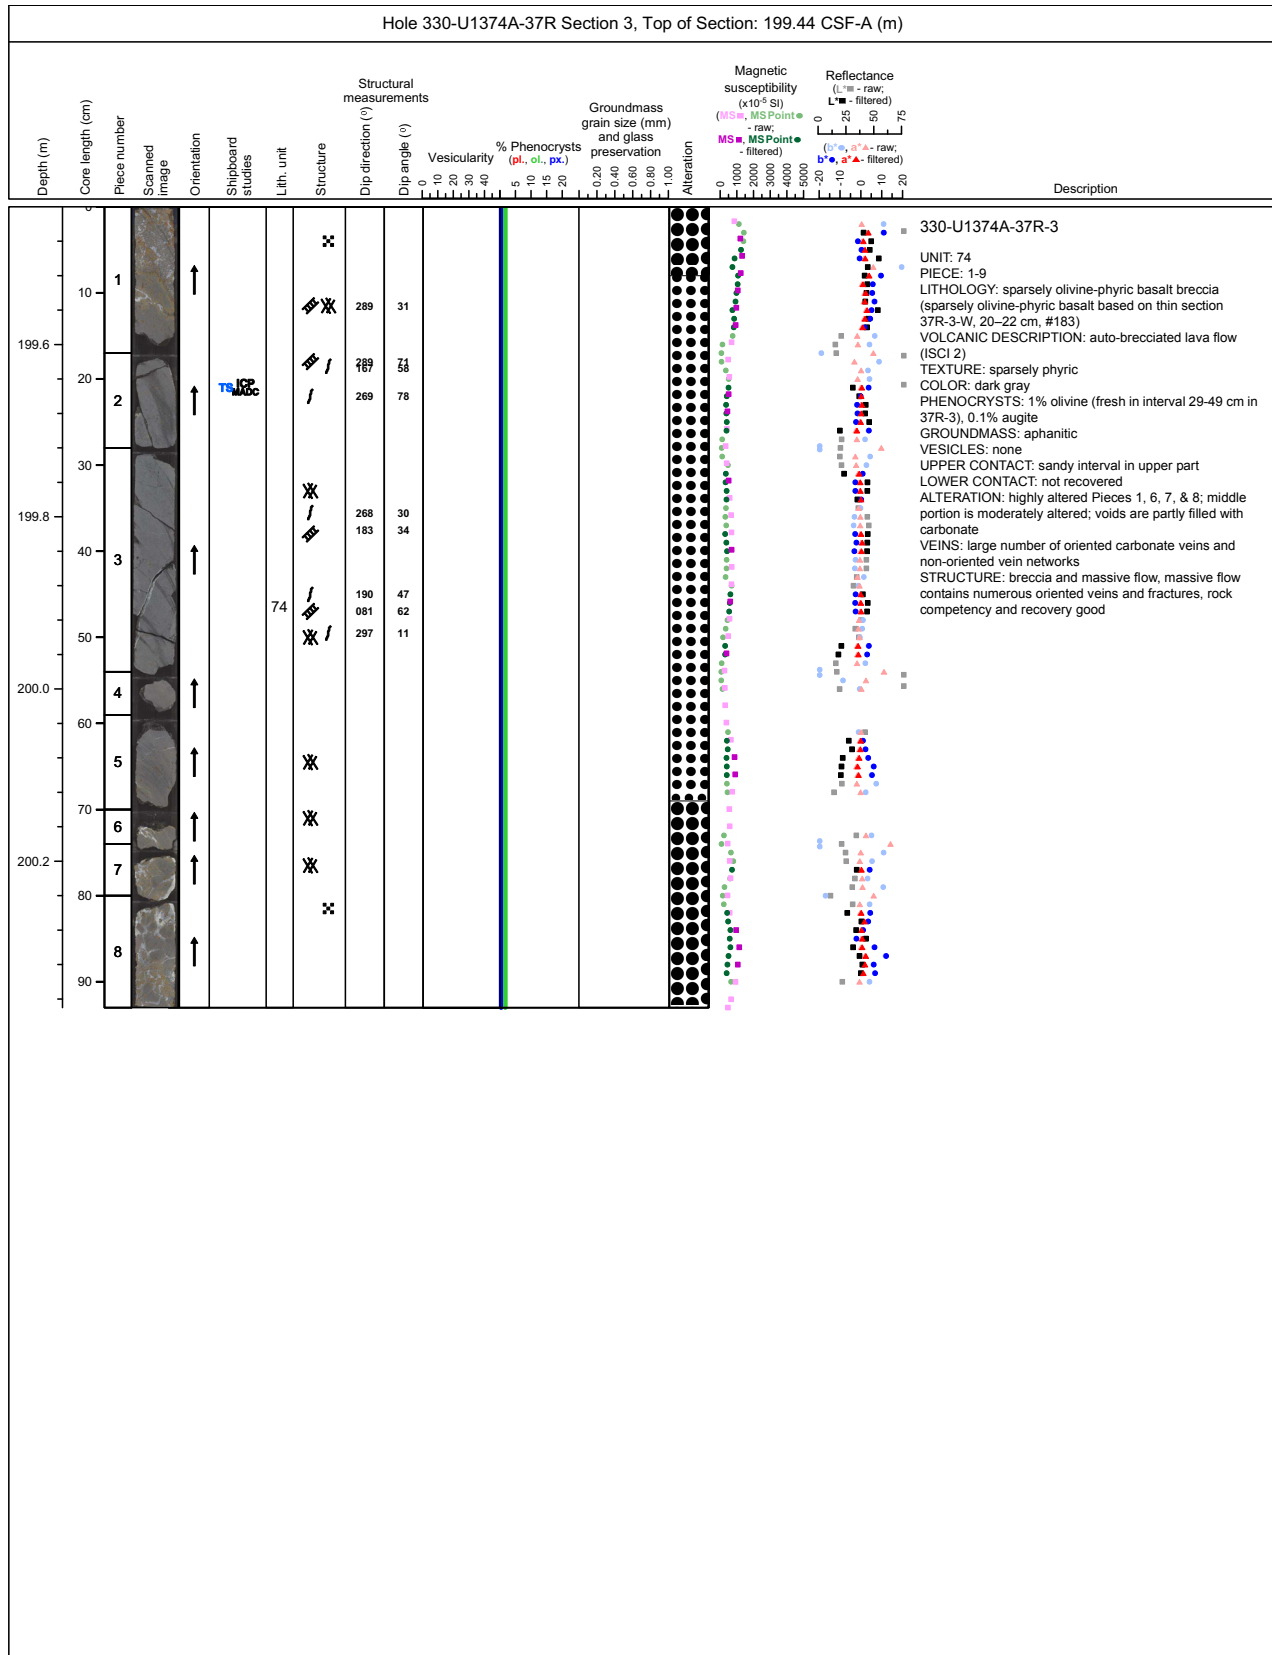 Hole 330-U1374A-37R Section 3, Top of Section: 199.44 CSF-A (m)
Depth (m)
Core length (cm)
Piece number
Scanned image
Orientation
Shipboard studies
Lith. unit
Structure
Structural measurements
Dip direction (º)
Dip angle (º)
Vesicularity
0 10 20 30 40
% Phenocrysts
(pl., ol., px.)
5 10 15 20
Groundmass
grain size (mm)
and glass
preservation
0.20 0.40 0.60 0.80 1.00
Alteration
Magnetic
susceptibility
(x10⁻⁵ SI)
(MS■, MSPoint●
- raw;
MS■, MSPoint●
- filtered)
0 1000 2000 3000 4000 5000
Reflectance
(L*■ - raw;
L*■ - filtered)
0 25 50 75
(b*●, a*▲- raw;
b*●, a*▲- filtered)
-20 -10 0 10 20
Description
199.6
199.8
200.0
200.2
0
10
20
30
40
50
60
70
80
90
1
2
3
4
5
6
7
8
TS ICP
MADC
74
289 31
289 71
167 58
269 78
268 30
183 34
190 47
081 62
297 11
330-U1374A-37R-3
UNIT: 74
PIECE: 1-9
LITHOLOGY: sparsely olivine-phyric basalt breccia
(sparsely olivine-phyric basalt based on thin section
37R-3-W, 20–22 cm, #183)
VOLCANIC DESCRIPTION: auto-brecciated lava flow
(ISCI 2)
TEXTURE: sparsely phyric
COLOR: dark gray
PHENOCRYSTS: 1% olivine (fresh in interval 29-49 cm in
37R-3), 0.1% augite
GROUNDMASS: aphanitic
VESICLES: none
UPPER CONTACT: sandy interval in upper part
LOWER CONTACT: not recovered
ALTERATION: highly altered Pieces 1, 6, 7, & 8; middle
portion is moderately altered; voids are partly filled with
carbonate
VEINS: large number of oriented carbonate veins and
non-oriented vein networks
STRUCTURE: breccia and massive flow, massive flow
contains numerous oriented veins and fractures, rock
competency and recovery good